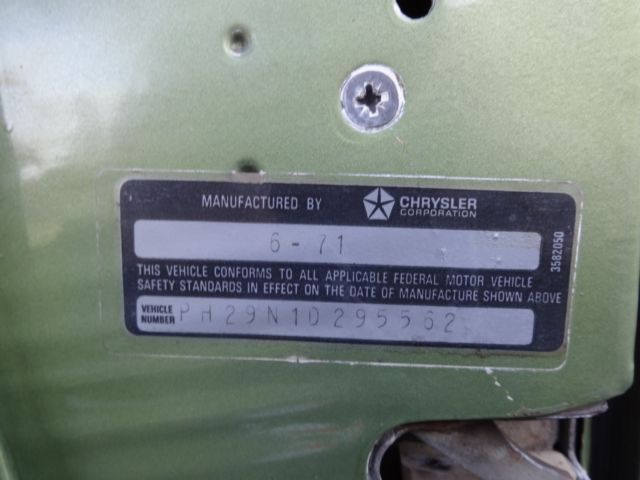 MANUFACTURED BY CHRYSLER CORPORATION
6-71
THIS VEHICLE CONFORMS TO ALL APPLICABLE FEDERAL MOTOR VEHICLE
SAFETY STANDARDS IN EFFECT ON THE DATE OF MANUFACTURE SHOWN ABOVE
VEHICLE NUMBER PH29N1D295562
3582050